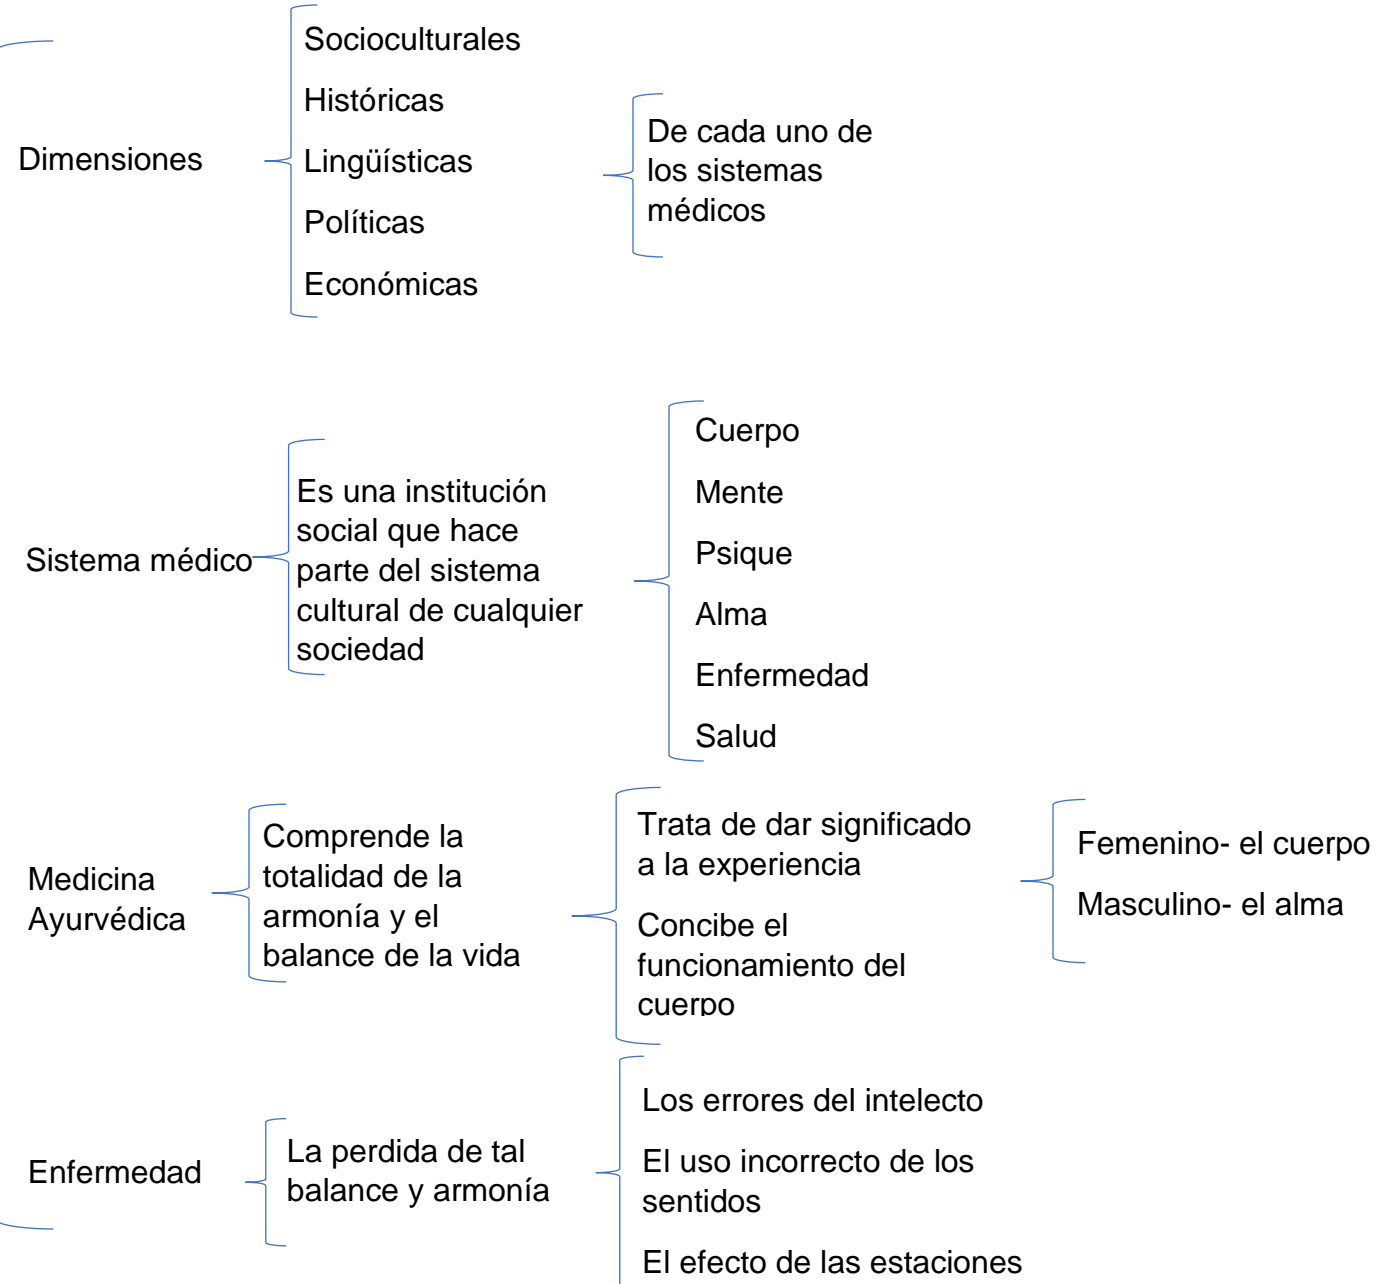 Dimensiones
Socioculturales
Históricas
Lingüísticas
Políticas
Económicas
De cada uno de
los sistemas
médicos
Sistema médico
Es una institución
social que hace
parte del sistema
cultural de cualquier
sociedad
Cuerpo
Mente
Psique
Alma
Enfermedad
Salud
Medicina
Ayurvédica
Comprende la
totalidad de la
armonía y el
balance de la vida
Trata de dar significado
a la experiencia
Concibe el
funcionamiento del
cuerpo
Femenino- el cuerpo
Masculino- el alma
Enfermedad
La perdida de tal
balance y armonía
Los errores del intelecto
El uso incorrecto de los
sentidos
El efecto de las estaciones